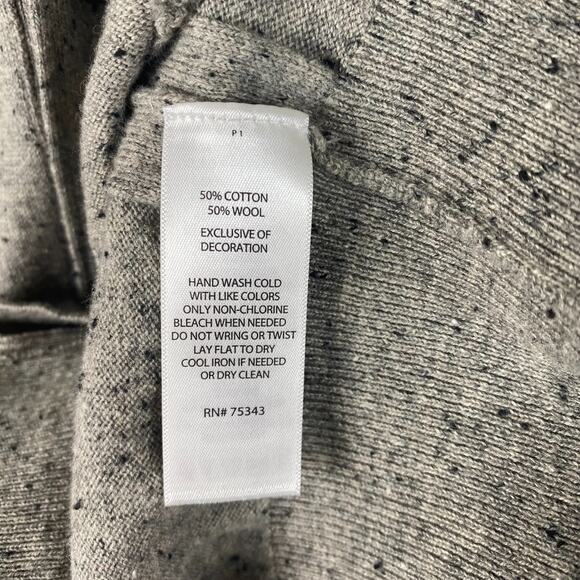 P 1
50% COTTON
50% WOOL
EXCLUSIVE OF
DECORATION
HAND WASH COLD
WITH LIKE COLORS
ONLY NON-CHLORINE
BLEACH WHEN NEEDED
DO NOT WRING OR TWIST
LAY FLAT TO DRY
COOL IRON IF NEEDED
OR DRY CLEAN
RN# 75343